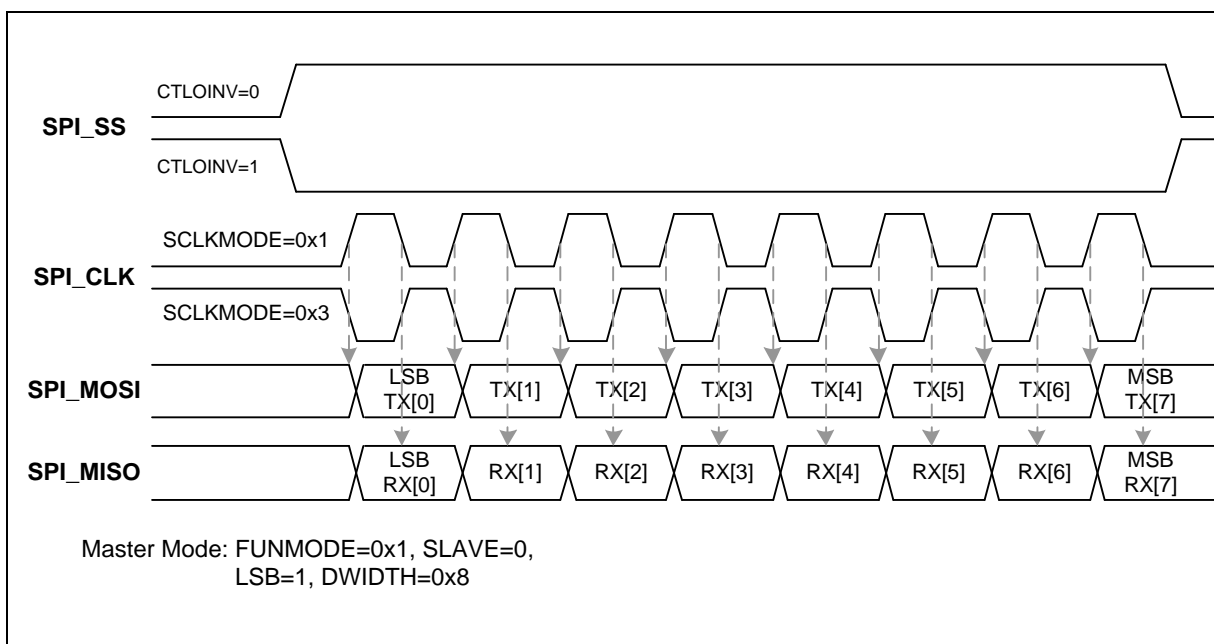 CTLOINV=0
SPI_SS
CTLOINV=1
SCLKMODE=0x1
SPI_CLK
SCLKMODE=0x3
SPI_MOSI
LSB
TX[0]
TX[1]
TX[2]
TX[3]
TX[4]
TX[5]
TX[6]
MSB
TX[7]
SPI_MISO
LSB
RX[0]
RX[1]
RX[2]
RX[3]
RX[4]
RX[5]
RX[6]
MSB
RX[7]
Master Mode: FUNMODE=0x1, SLAVE=0,
LSB=1, DWIDTH=0x8